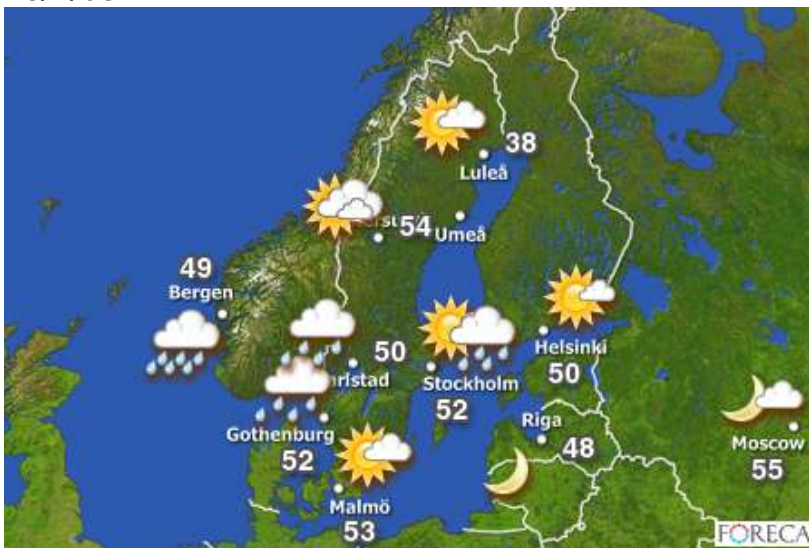 38
Luleå
54
Umeå
49
Bergen
Helsinki
50
50
Stockholm
52
Gothenburg
52
Riga
48
Moscow
55
Malmö
53
FORECA